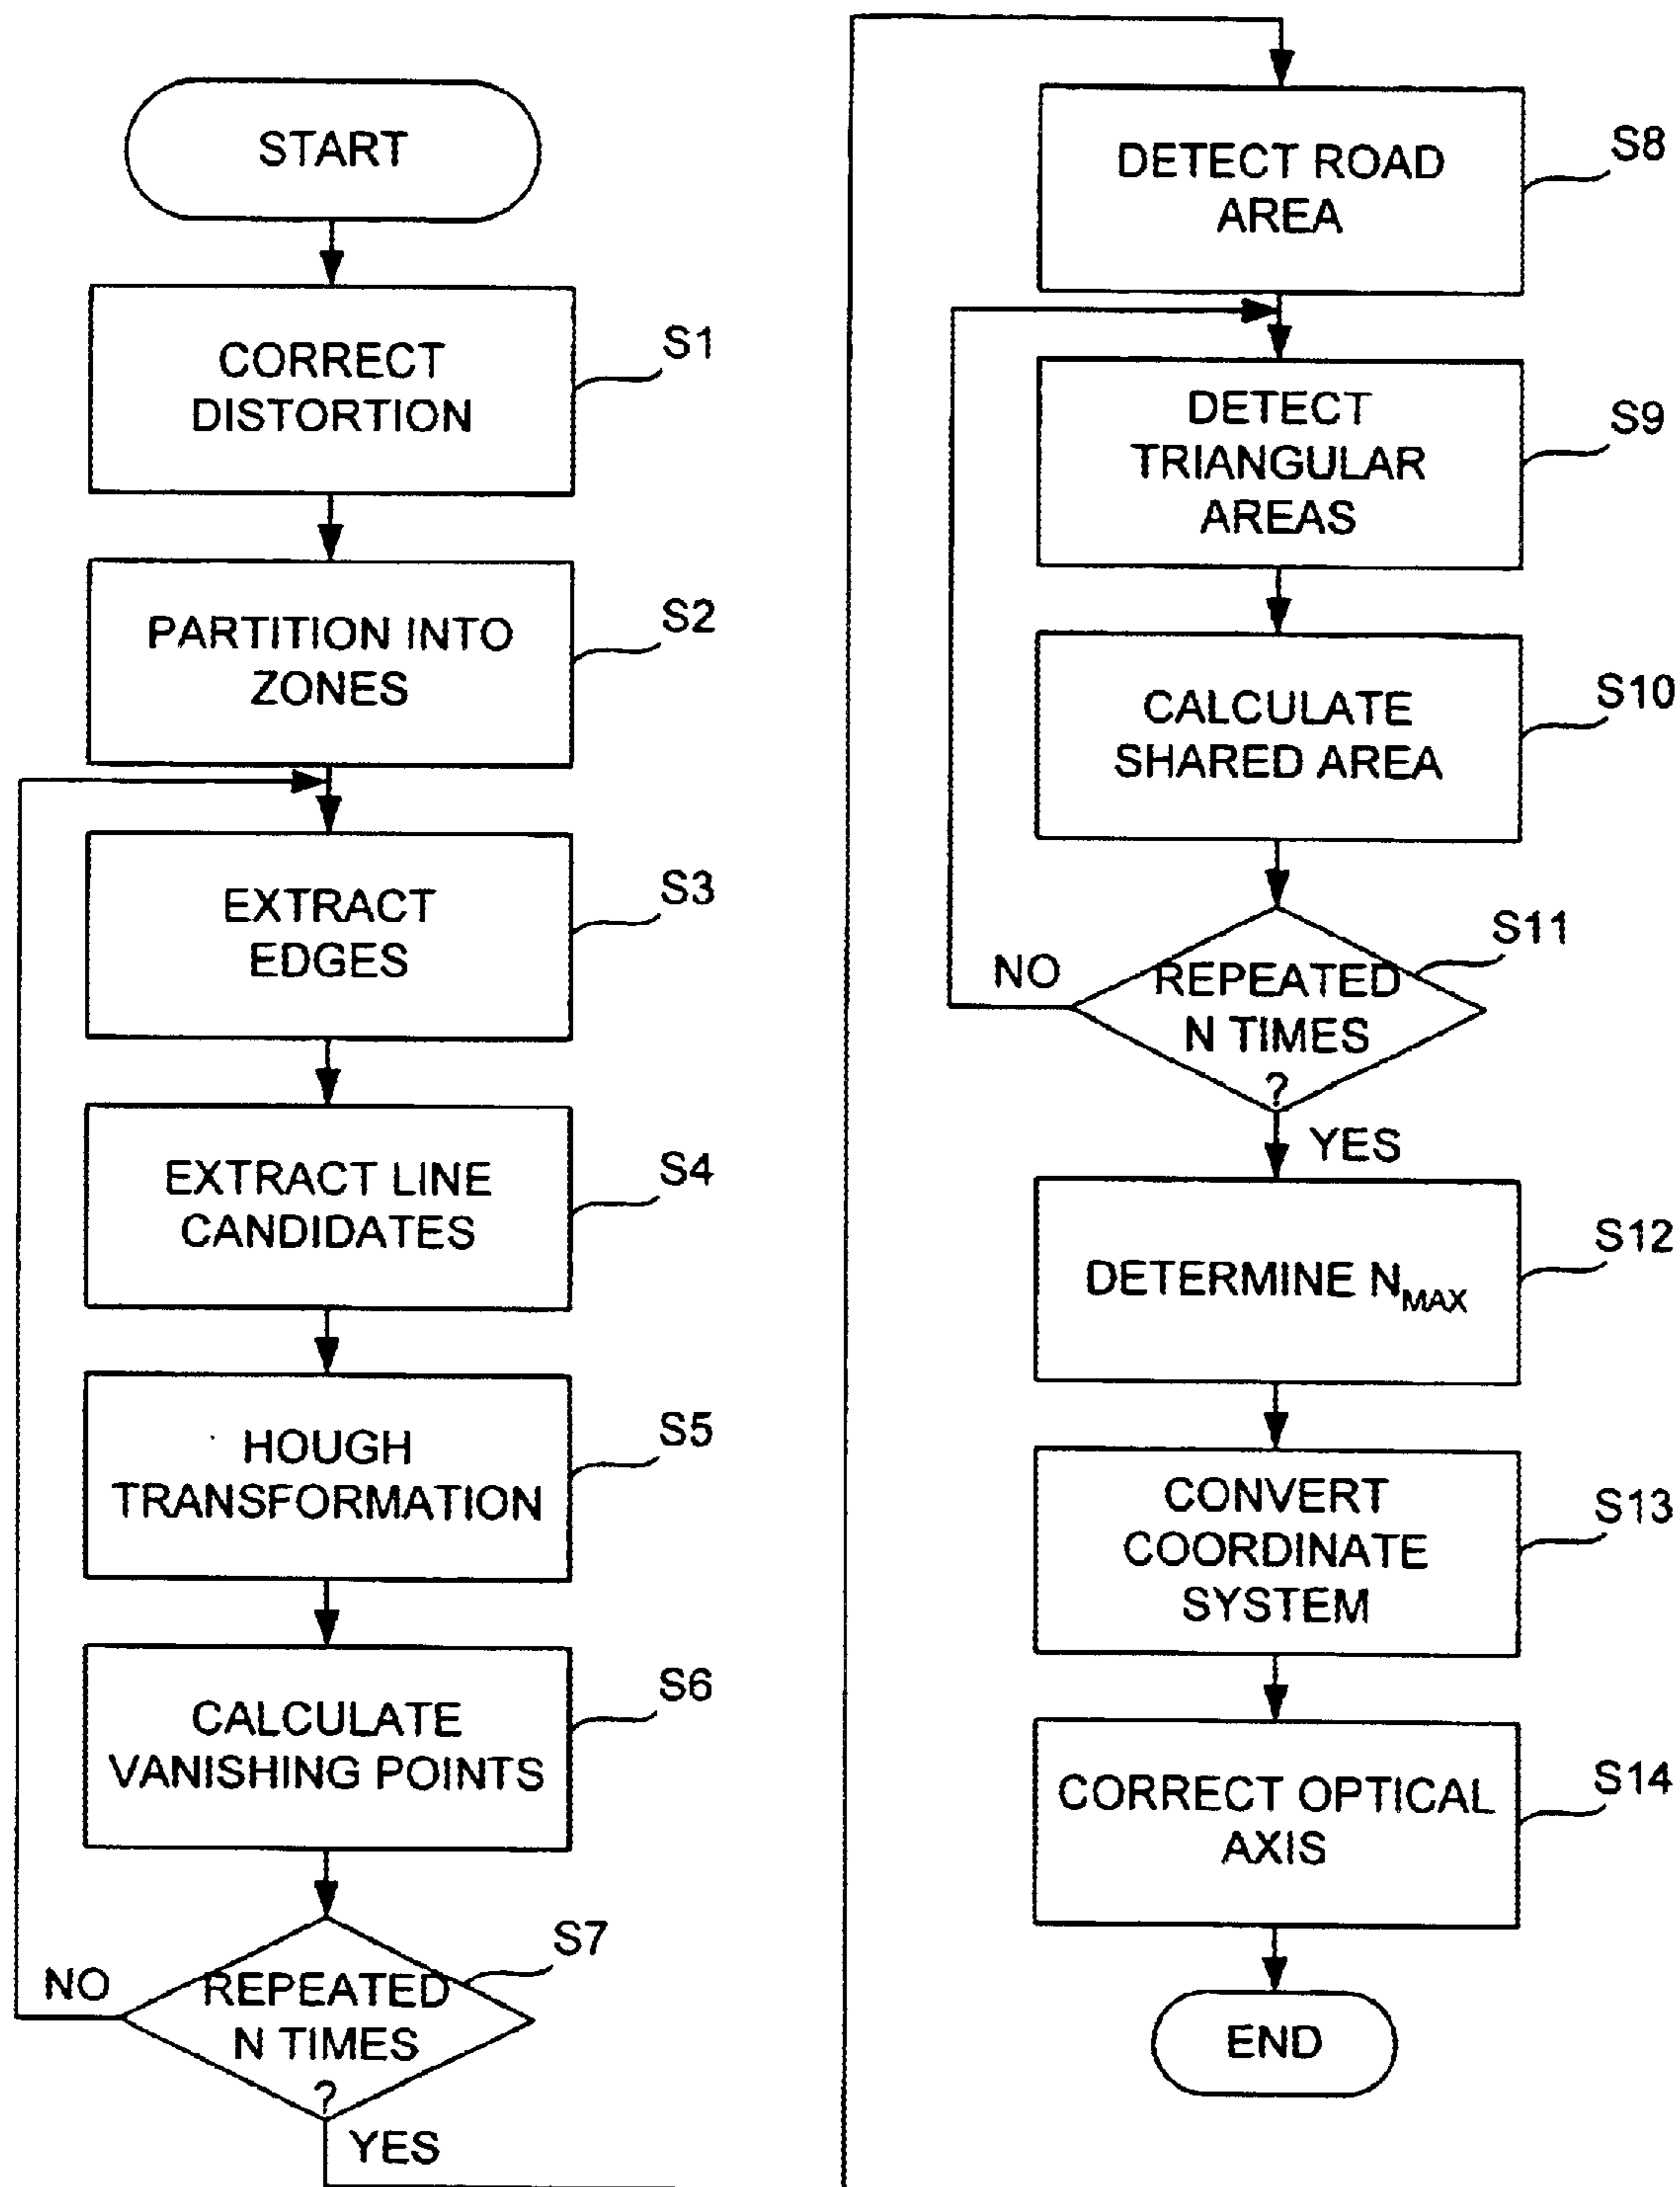 START
CORRECT
DISTORTION
S1
PARTITION INTO
ZONES
S2
EXTRACT
EDGES
S3
EXTRACT LINE
CANDIDATES
S4
HOUGH
TRANSFORMATION
S5
CALCULATE
VANISHING POINTS
S6
REPEATED
N TIMES
?
S7
NO
YES
DETECT ROAD
AREA
S8
DETECT
TRIANGULAR
AREAS
S9
CALCULATE
SHARED AREA
S10
REPEATED
N TIMES
?
S11
NO
YES
DETERMINE NMAX
S12
CONVERT
COORDINATE
SYSTEM
S13
CORRECT OPTICAL
AXIS
S14
END